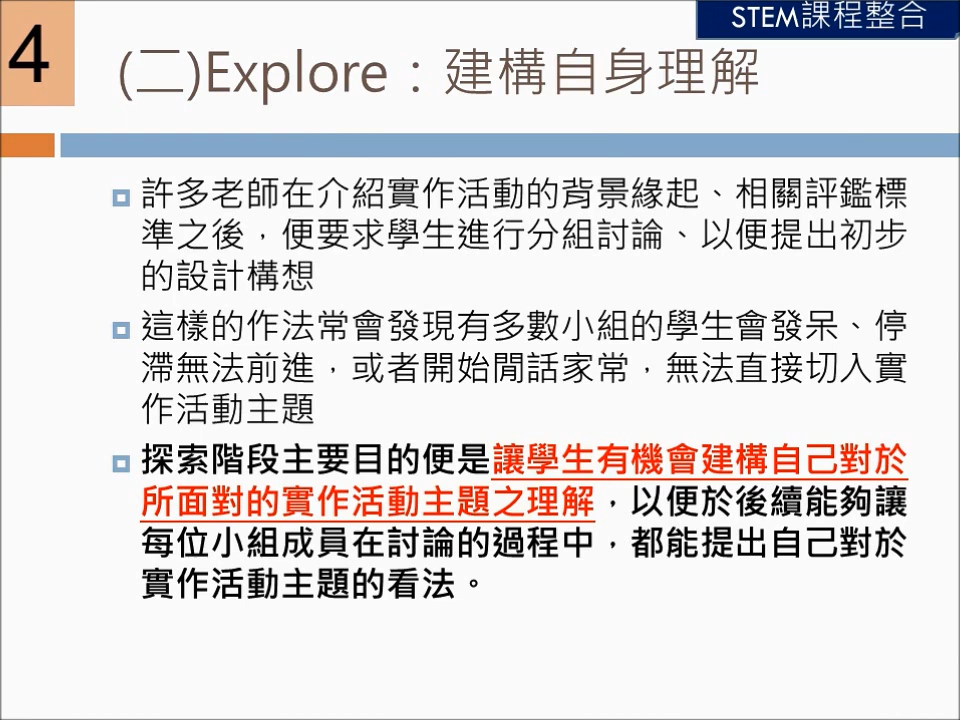 STEM課程整合
4
(二)Explore：建構自身理解
許多老師在介紹實作活動的背景緣起、相關評鑑標
準之後，便要求學生進行分組討論、以便提出初步
的設計構想
這樣的作法常會發現有多數小組的學生會發呆、停
滯無法前進，或者開始閒話家常，無法直接切入實
作活動主題
探索階段主要目的便是讓學生有機會建構自己對於
所面對的實作活動主題之理解，以便於後續能夠讓
每位小組成員在討論的過程中，都能提出自己對於
實作活動主題的看法。